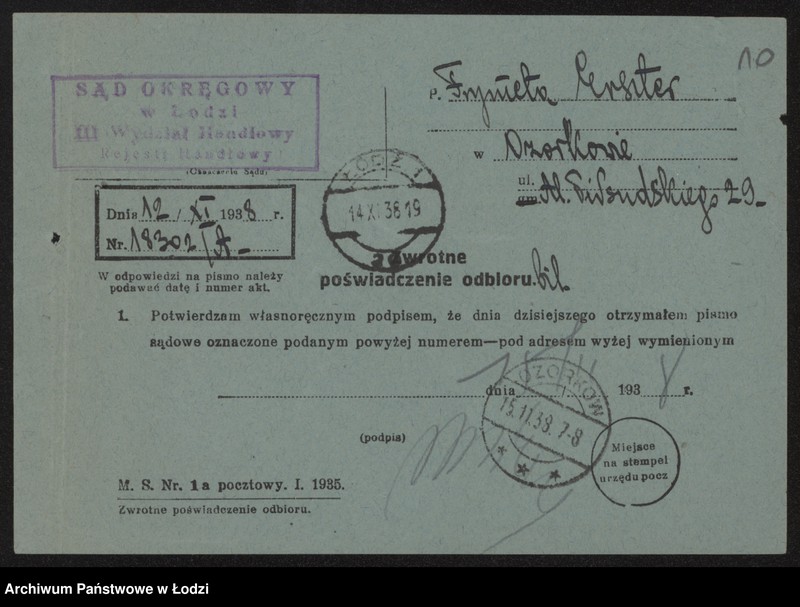 10
SĄD OKRĘGOWY
w Łodzi
III Wydział Handlowy
Rejestr Handlowy
(Oznaczenie Sądu)
P. Frymeta
w Ozorkowie
ul. Al. Piłsudskiego 29
Dnia 12 / XI 1938 r.
Nr. 18302/A
W odpowiedzi na pismo należy
podawać datę i numer akt.
ŁÓDŹ 1
14 XI 38 19
Zwrotne
poświadczenie odbioru.
1. Potwierdzam własnoręcznym podpisem, że dnia dzisiejszego otrzymałem pismo
sądowe oznaczone podanym powyżej numerem—pod adresem wyżej wymienionym
dnia 193 8 r.
OZORKÓW
15.11.38. 7-8
(podpis)
Miejsce
na stempel
urzędu pocz
M. S. Nr. 1a pocztowy. I. 1935.
Zwrotne poświadczenie odbioru.
Archiwum Państwowe w Łodzi